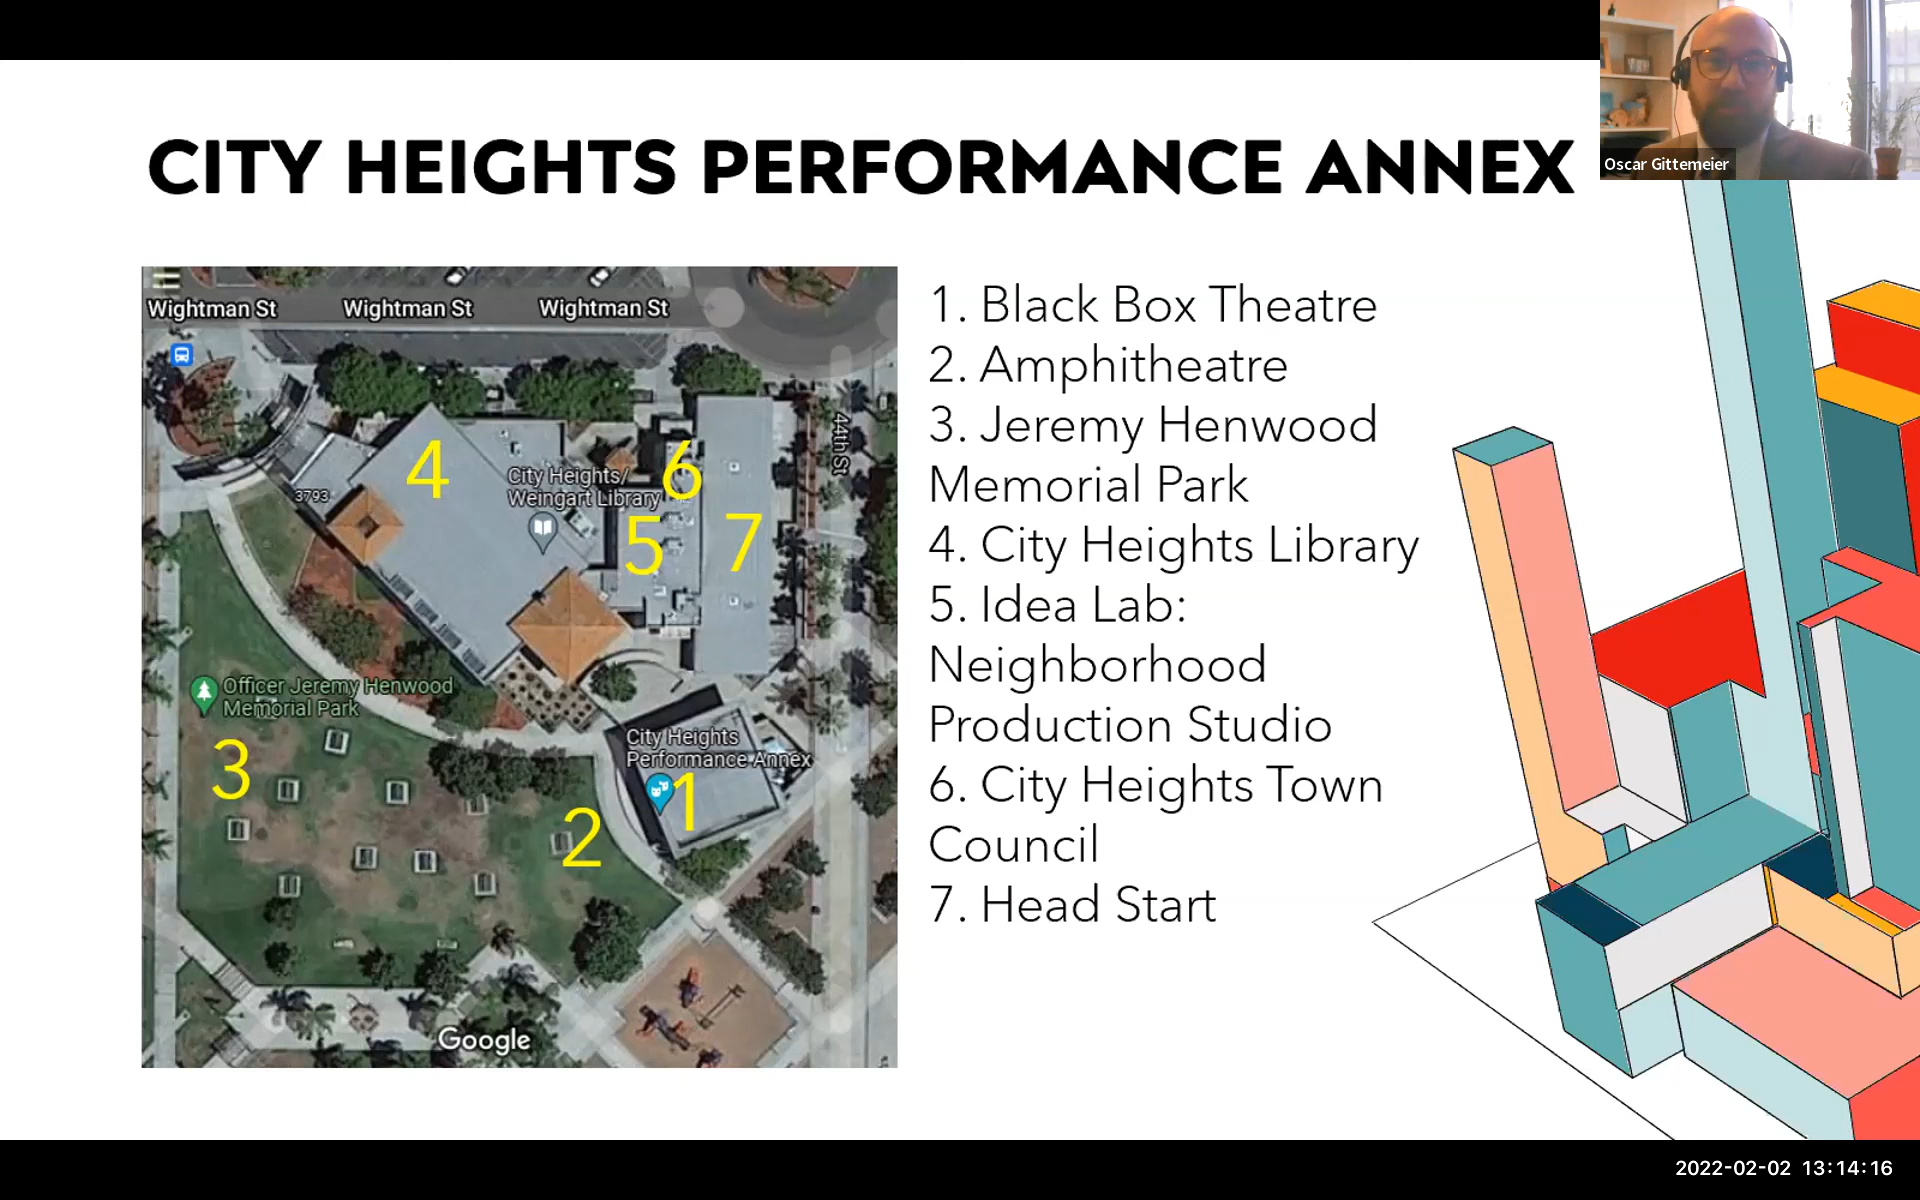 CITY HEIGHTS PERFORMANCE ANNEX
Oscar Gittemeier
Wightman St Wightman St Wightman St
44th St
4
6
City Heights/
Weingart Library
3793
5
7
Officer Jeremy Henwood
Memorial Park
City Heights
Performance Annex
3
1
2
Google
1. Black Box Theatre
2. Amphitheatre
3. Jeremy Henwood
Memorial Park
4. City Heights Library
5. Idea Lab:
Neighborhood
Production Studio
6. City Heights Town
Council
7. Head Start
2022-02-02 13:14:16